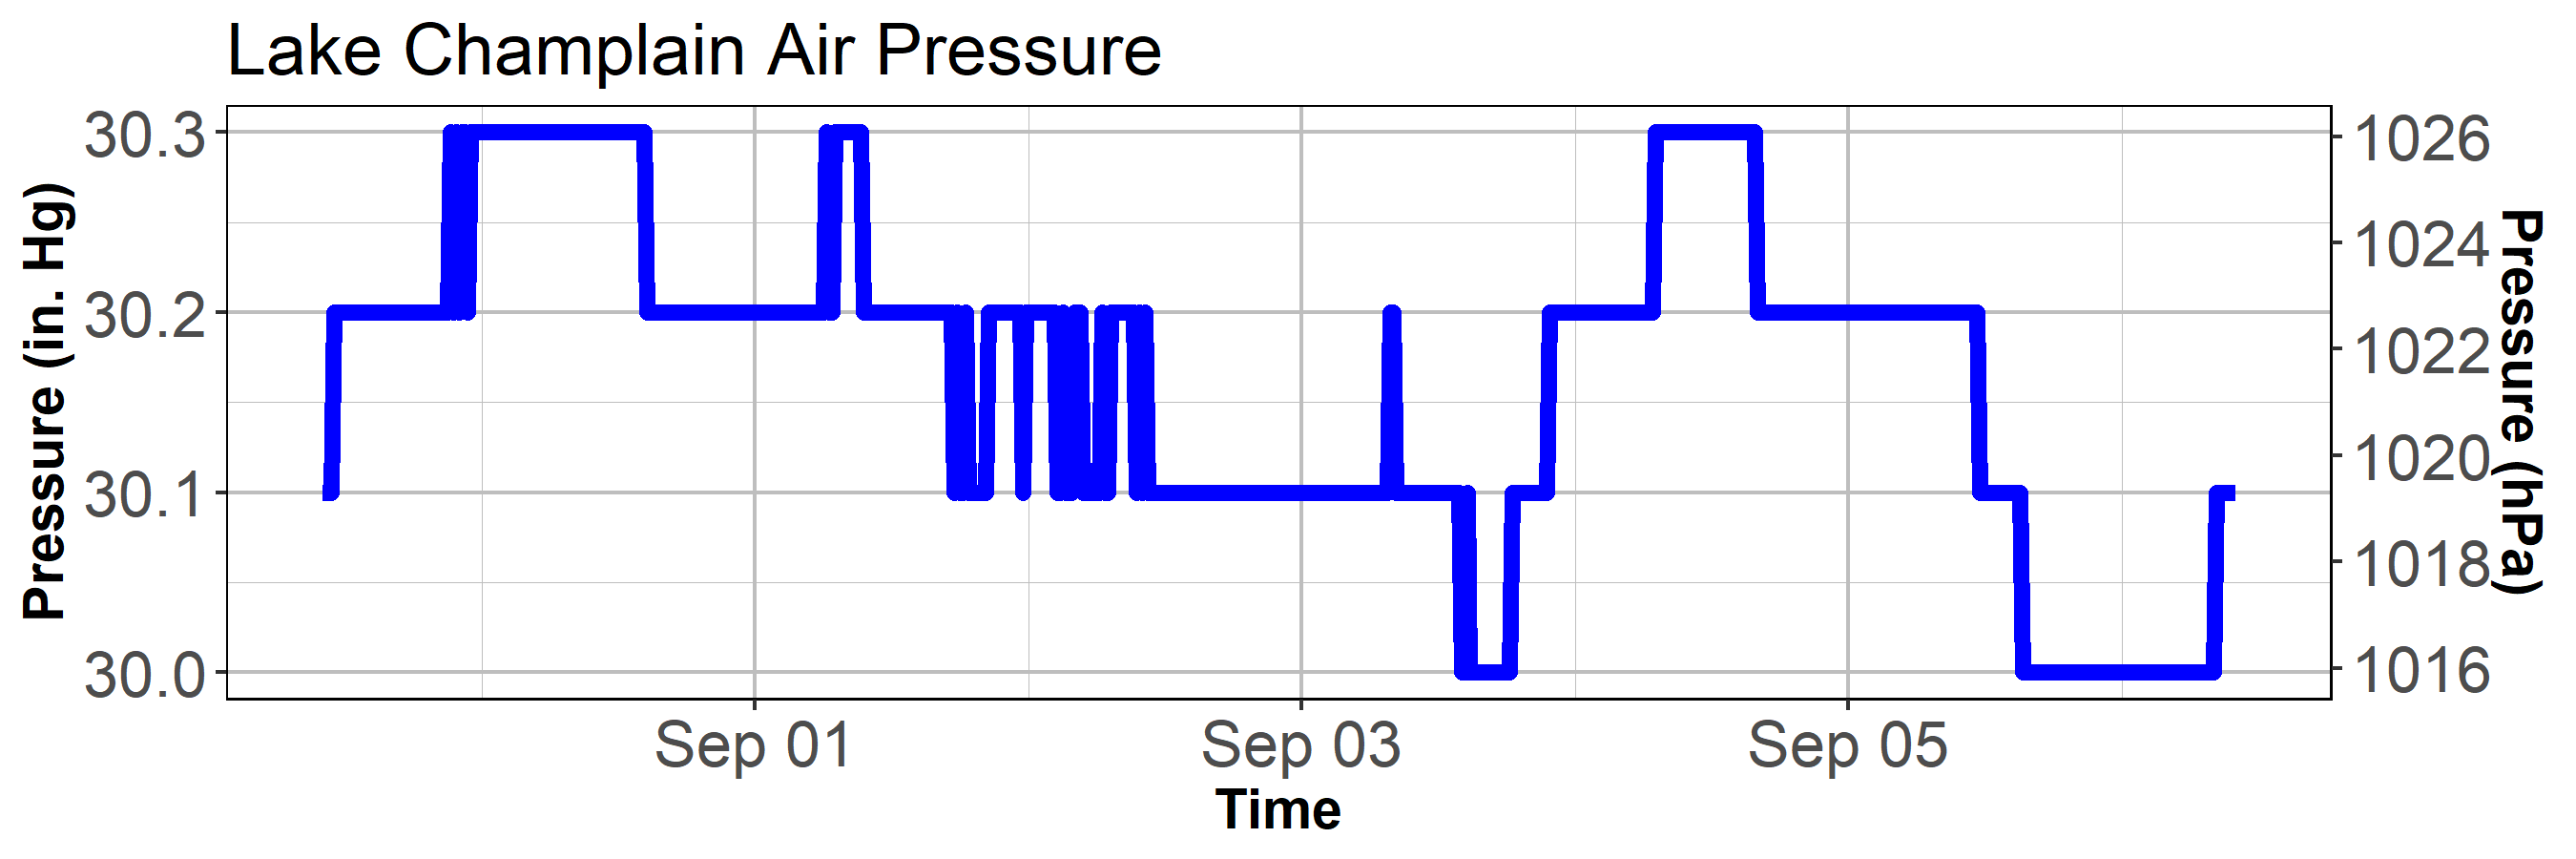 Lake Champlain Air Pressure
Pressure (in. Hg)
30.3
30.2
30.1
30.0
1026
1024
1022
1020
1018
1016
Pressure (hPa)
Sep 01 Sep 03 Sep 05
Time